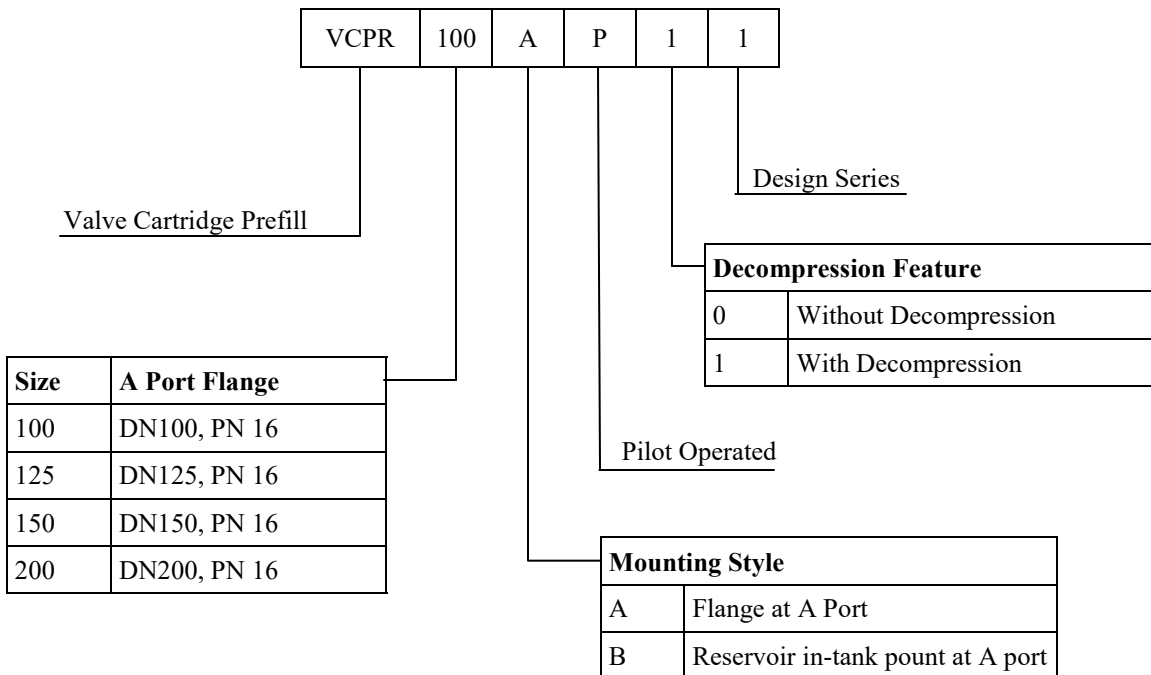 VCPR 100 A P 1 1
Design Series
Valve Cartridge Prefill
Decompression Feature
0 Without Decompression
1 With Decompression
Size A Port Flange
100 DN100, PN 16
125 DN125, PN 16
150 DN150, PN 16
200 DN200, PN 16
Pilot Operated
Mounting Style
A Flange at A Port
B Reservoir in-tank pount at A port